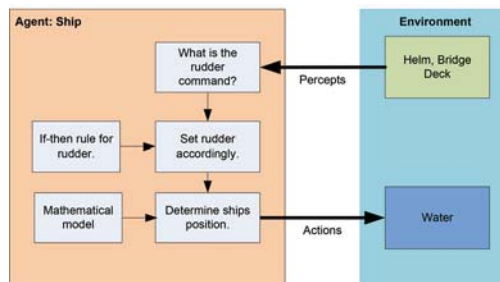 Agent: Ship
Environment
What is the
rudder
command?
Helm, Bridge
Deck
Percepts
If-then rule for
rudder.
Set rudder
accordingly.
Mathematical
model
Determine ships
position.
Water
Actions